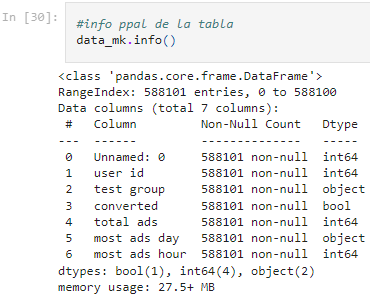 In [30]:
#info ppal de la tabla
data_mk.info()
<class 'pandas.core.frame.DataFrame'>
RangeIndex: 588101 entries, 0 to 588100
Data columns (total 7 columns):
 #   Column         Non-Null Count   Dtype
---  ------         --------------   -----
 0   Unnamed: 0     588101 non-null  int64
 1   user id        588101 non-null  int64
 2   test group     588101 non-null  object
 3   converted      588101 non-null  bool
 4   total ads      588101 non-null  int64
 5   most ads day   588101 non-null  object
 6   most ads hour  588101 non-null  int64
dtypes: bool(1), int64(4), object(2)
memory usage: 27.5+ MB